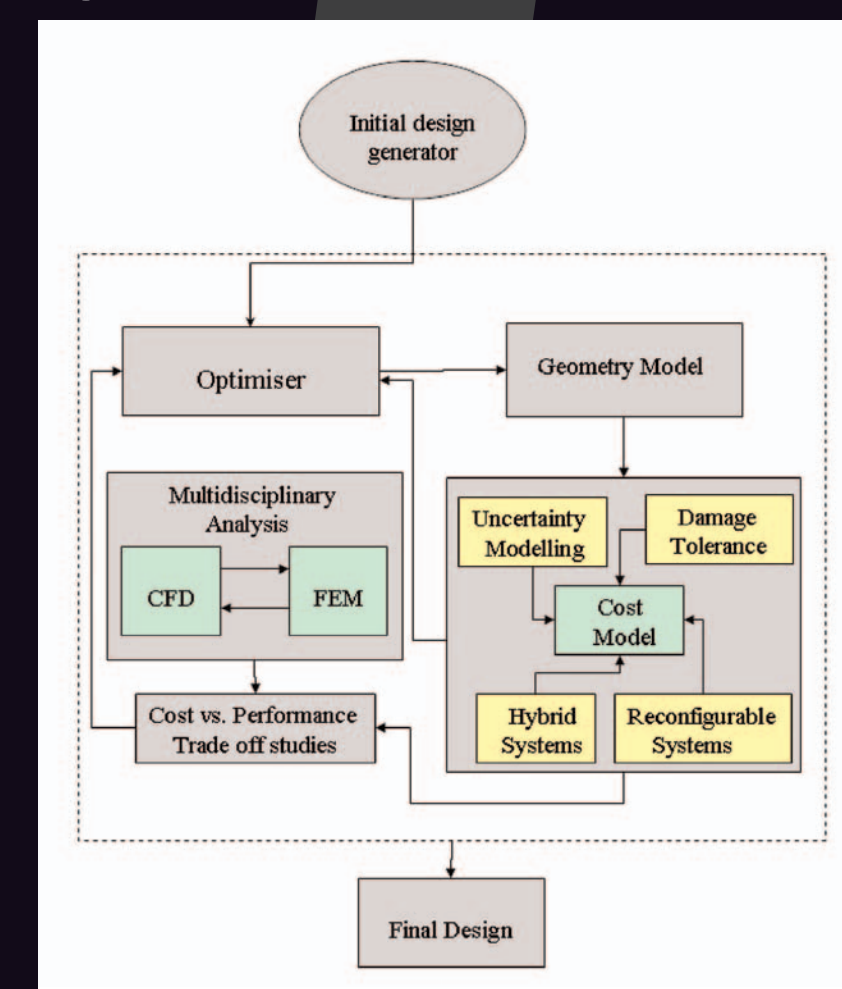 Initial design
generator
Optimiser
Geometry Model
Multidisciplinary
Analysis
CFD
FEM
Uncertainty
Modelling
Damage
Tolerance
Cost
Model
Hybrid
Systems
Reconfigurable
Systems
Cost vs. Performance
Trade off studies
Final Design